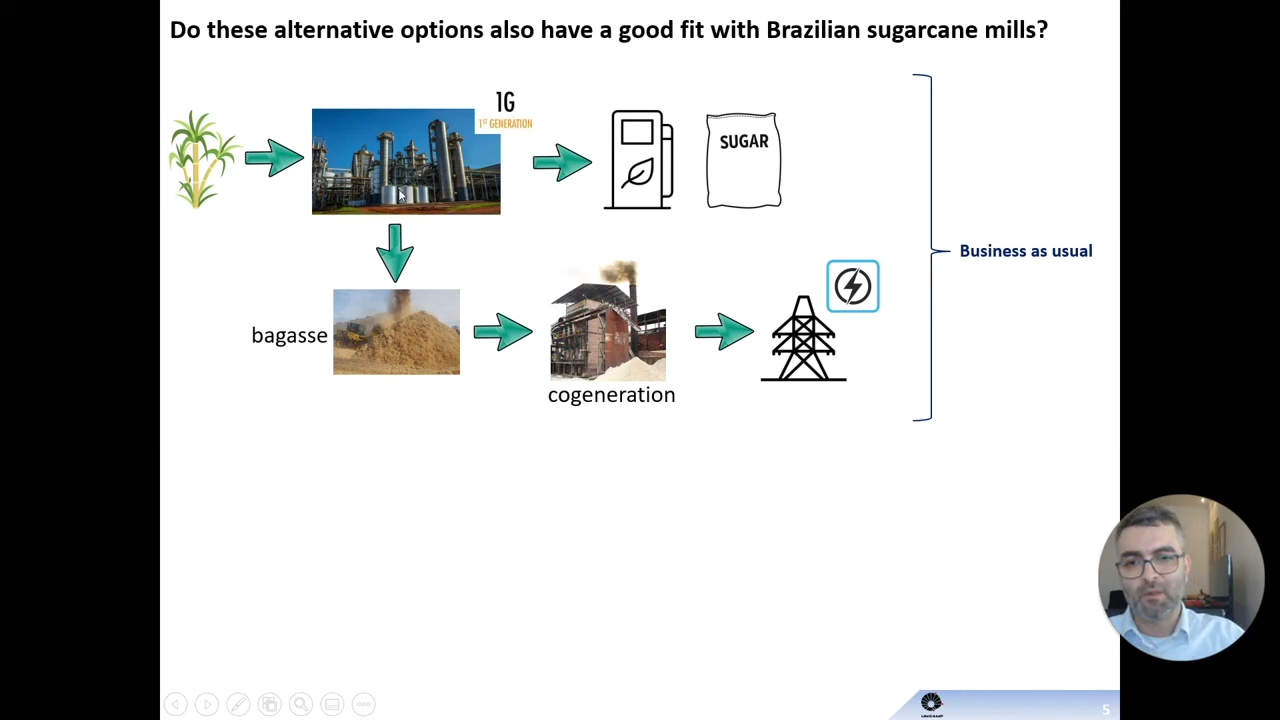 Do these alternative options also have a good fit with Brazilian sugarcane mills?
1G
1ST GENERATION
SUGAR
Business as usual
bagasse
cogeneration
UNICAMP
5